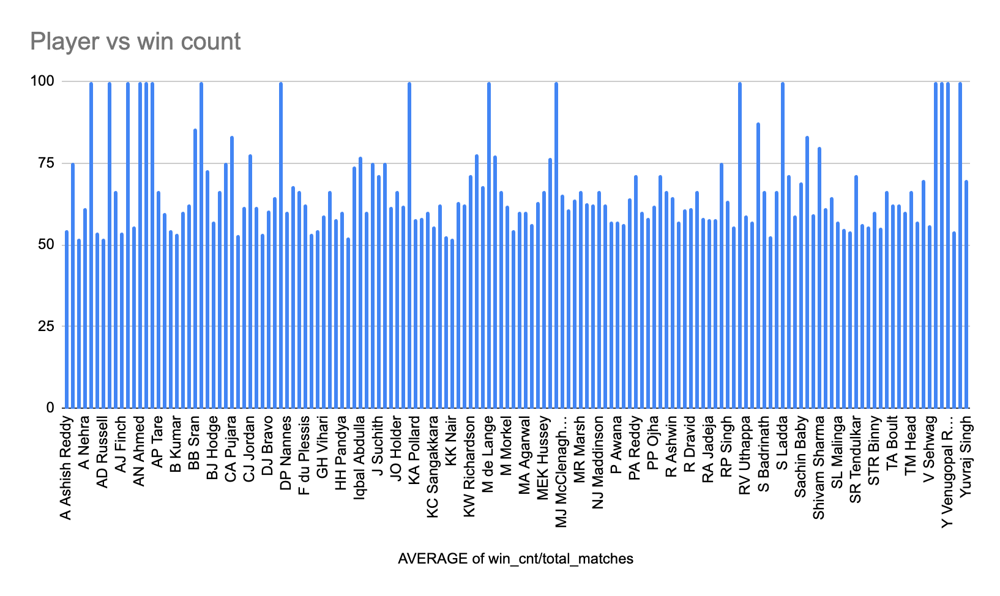 Player vs win count
100
75
50
25
0
A Ashish Reddy
A Nehra
AD Russell
AJ Finch
AN Ahmed
AP Tare
B Kumar
BB Sran
BJ Hodge
CA Pujara
CJ Jordan
DJ Bravo
DP Nannes
F du Plessis
GH Vihari
HH Pandya
Iqbal Abdulla
J Suchith
JO Holder
KA Pollard
KC Sangakkara
KK Nair
KW Richardson
M de Lange
M Morkel
MA Agarwal
MEK Hussey
MJ McClenagh…
MR Marsh
NJ Maddinson
P Awana
PA Reddy
PP Ojha
R Ashwin
R Dravid
RA Jadeja
RP Singh
RV Uthappa
S Badrinath
S Ladda
Sachin Baby
Shivam Sharma
SL Malinga
SR Tendulkar
STR Binny
TA Boult
TM Head
V Sehwag
Y Venugopal R…
Yuvraj Singh
AVERAGE of win_cnt/total_matches